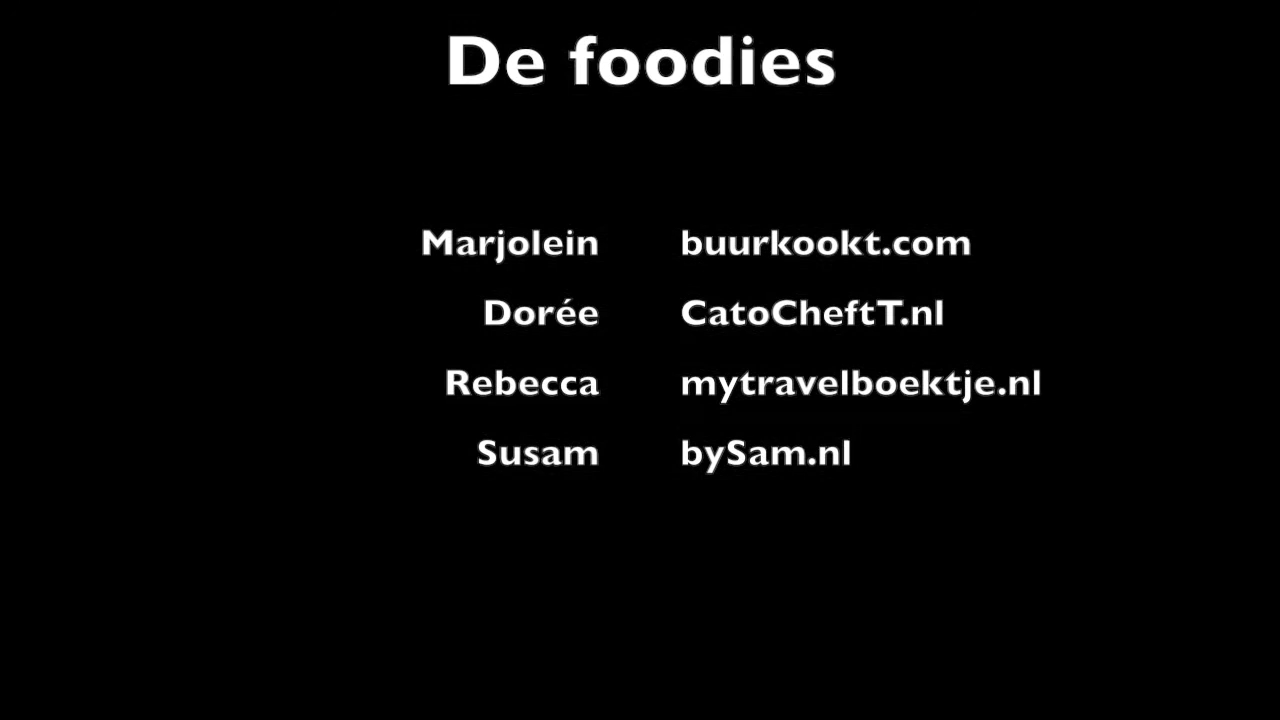 De foodies
Marjolein buurkookt.com
Dorée CatoCheftT.nl
Rebecca mytravelboektje.nl
Susam bySam.nl